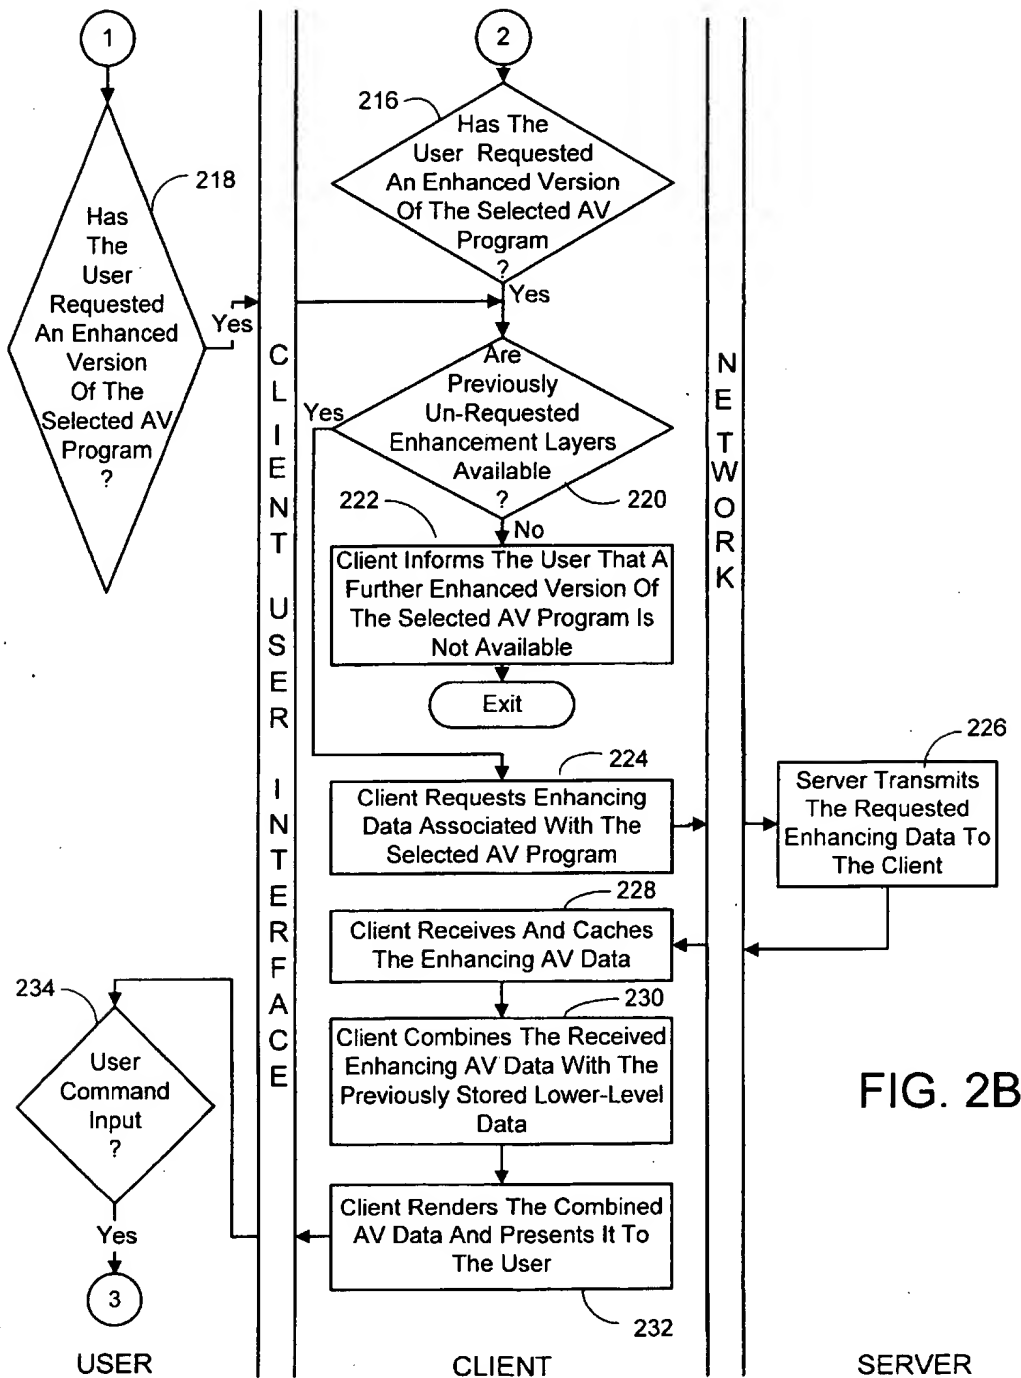 1
2
216
Has The
User Requested
An Enhanced Version
Of The Selected AV
Program
?
Yes
218
Has
The
User
Requested
An Enhanced
Version
Of The
Selected AV
Program
?
Yes
CLIENT USER INTERFACE
NETWORK
Are
Previously
Un-Requested
Enhancement Layers
Available
?
Yes
220
222
No
Client Informs The User That A
Further Enhanced Version Of
The Selected AV Program Is
Not Available
Exit
224
Client Requests Enhancing
Data Associated With The
Selected AV Program
226
Server Transmits
The Requested
Enhancing Data To
The Client
228
Client Receives And Caches
The Enhancing AV Data
230
Client Combines The Received
Enhancing AV Data With The
Previously Stored Lower-Level
Data
Client Renders The Combined
AV Data And Presents It To
The User
232
234
User
Command
Input
?
Yes
3
FIG. 2B
USER
CLIENT
SERVER